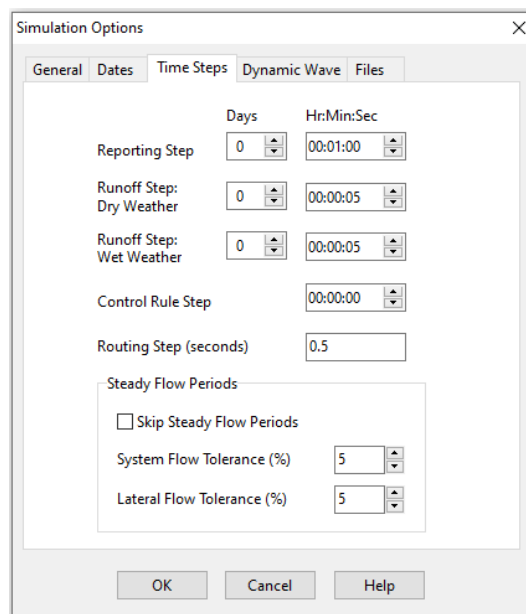 Simulation Options
General Dates Time Steps Dynamic Wave Files
Days Hr:Min:Sec
Reporting Step 0 00:01:00
Runoff Step:
Dry Weather 0 00:00:05
Runoff Step:
Wet Weather 0 00:00:05
Control Rule Step 00:00:00
Routing Step (seconds) 0.5
Steady Flow Periods
Skip Steady Flow Periods
System Flow Tolerance (%) 5
Lateral Flow Tolerance (%) 5
OK Cancel Help